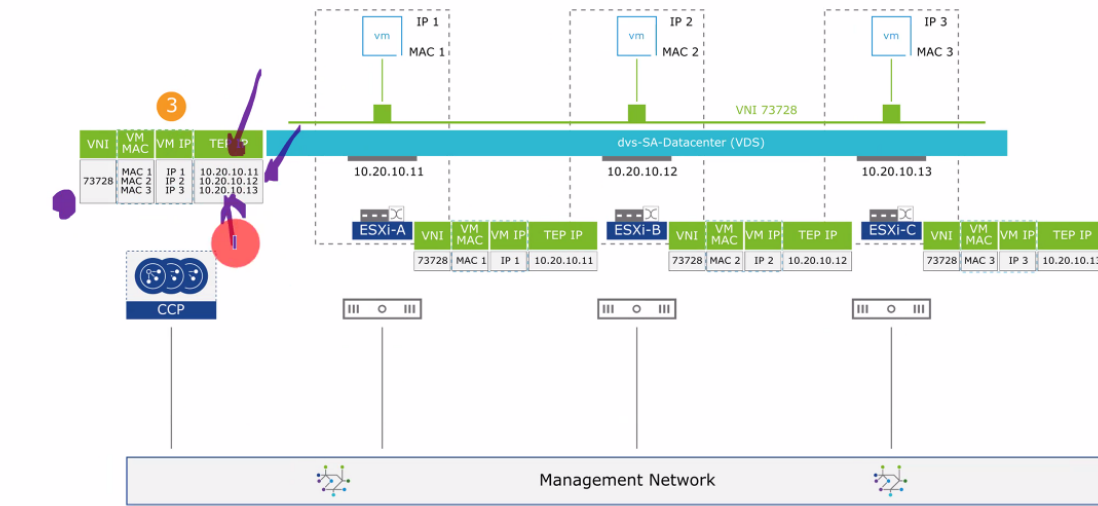 IP 1
MAC 1
vm
IP 2
MAC 2
vm
IP 3
MAC 3
vm
3
VNI 73728
VNI VM MAC VM IP TEP IP
73728 MAC 1 IP 1 10.20.10.11
MAC 2 IP 2 10.20.10.12
MAC 3 IP 3 10.20.10.13
dvs-SA-Datacenter (VDS)
10.20.10.11
10.20.10.12
10.20.10.13
ESXi-A
VNI VM MAC VM IP TEP IP
73728 MAC 1 IP 1 10.20.10.11
ESXi-B
VNI VM MAC VM IP TEP IP
73728 MAC 2 IP 2 10.20.10.12
ESXi-C
VNI VM MAC VM IP TEP IP
73728 MAC 3 IP 3
CCP
Management Network